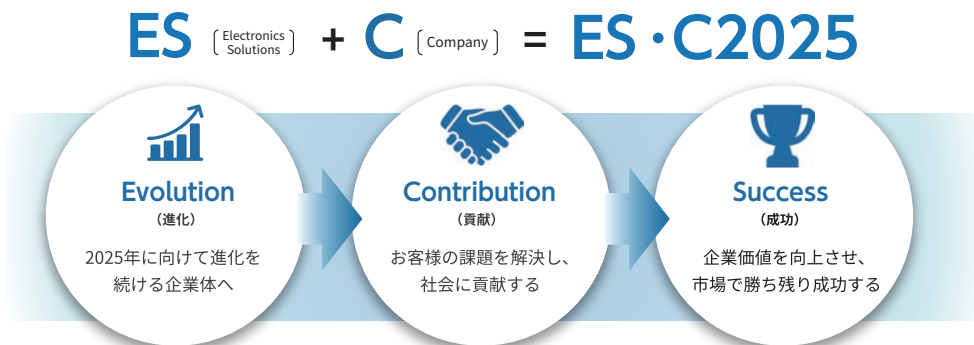 ES [Electronics Solutions] + C [Company] = ES・C2025
Evolution
（進化）
2025年に向けて進化を
続ける企業体へ
Contribution
（貢献）
お客様の課題を解決し、
社会に貢献する
Success
（成功）
企業価値を向上させ、
市場で勝ち残り成功する